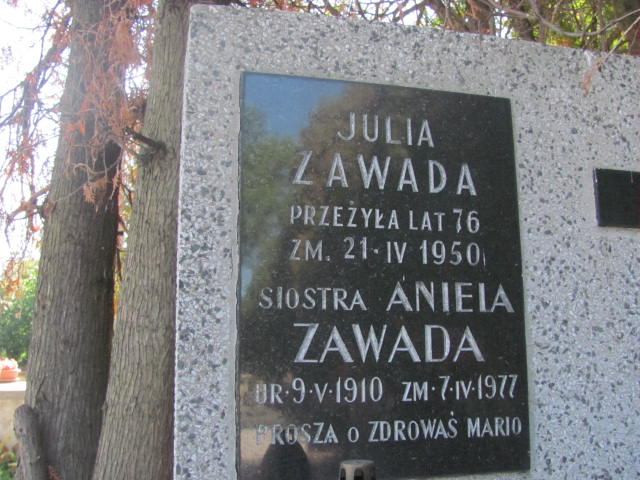 JULIA
ZAWADA
PRZEŻYŁA LAT 76
ZM. 21·IV 1950
SIOSTRA ANIELA
ZAWADA
UR·9·V·1910 ZM·7·IV·1977
PROSZĄ O ZDROWAŚ MARIO